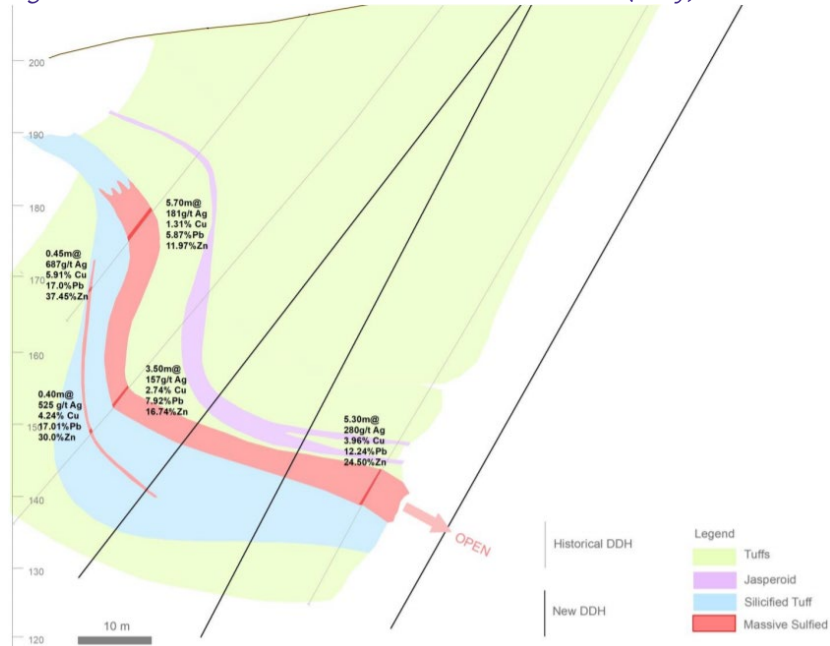 200
190
180
170
160
150
140
130
120
5.70m@
181g/t Ag
1.31% Cu
5.87%Pb
11.97%Zn
0.45m@
687g/t Ag
5.91% Cu
17.0%Pb
37.45%Zn
3.50m@
157g/t Ag
2.74% Cu
7.92%Pb
16.74%Zn
0.40m@
525 g/t Ag
4.24% Cu
17.01%Pb
30.0%Zn
5.30m@
280g/t Ag
3.96% Cu
12.24%Pb
24.50%Zn
OPEN
10 m
Historical DDH
New DDH
Legend
Tuffs
Jasperoid
Silicified Tuff
Massive Sulfied